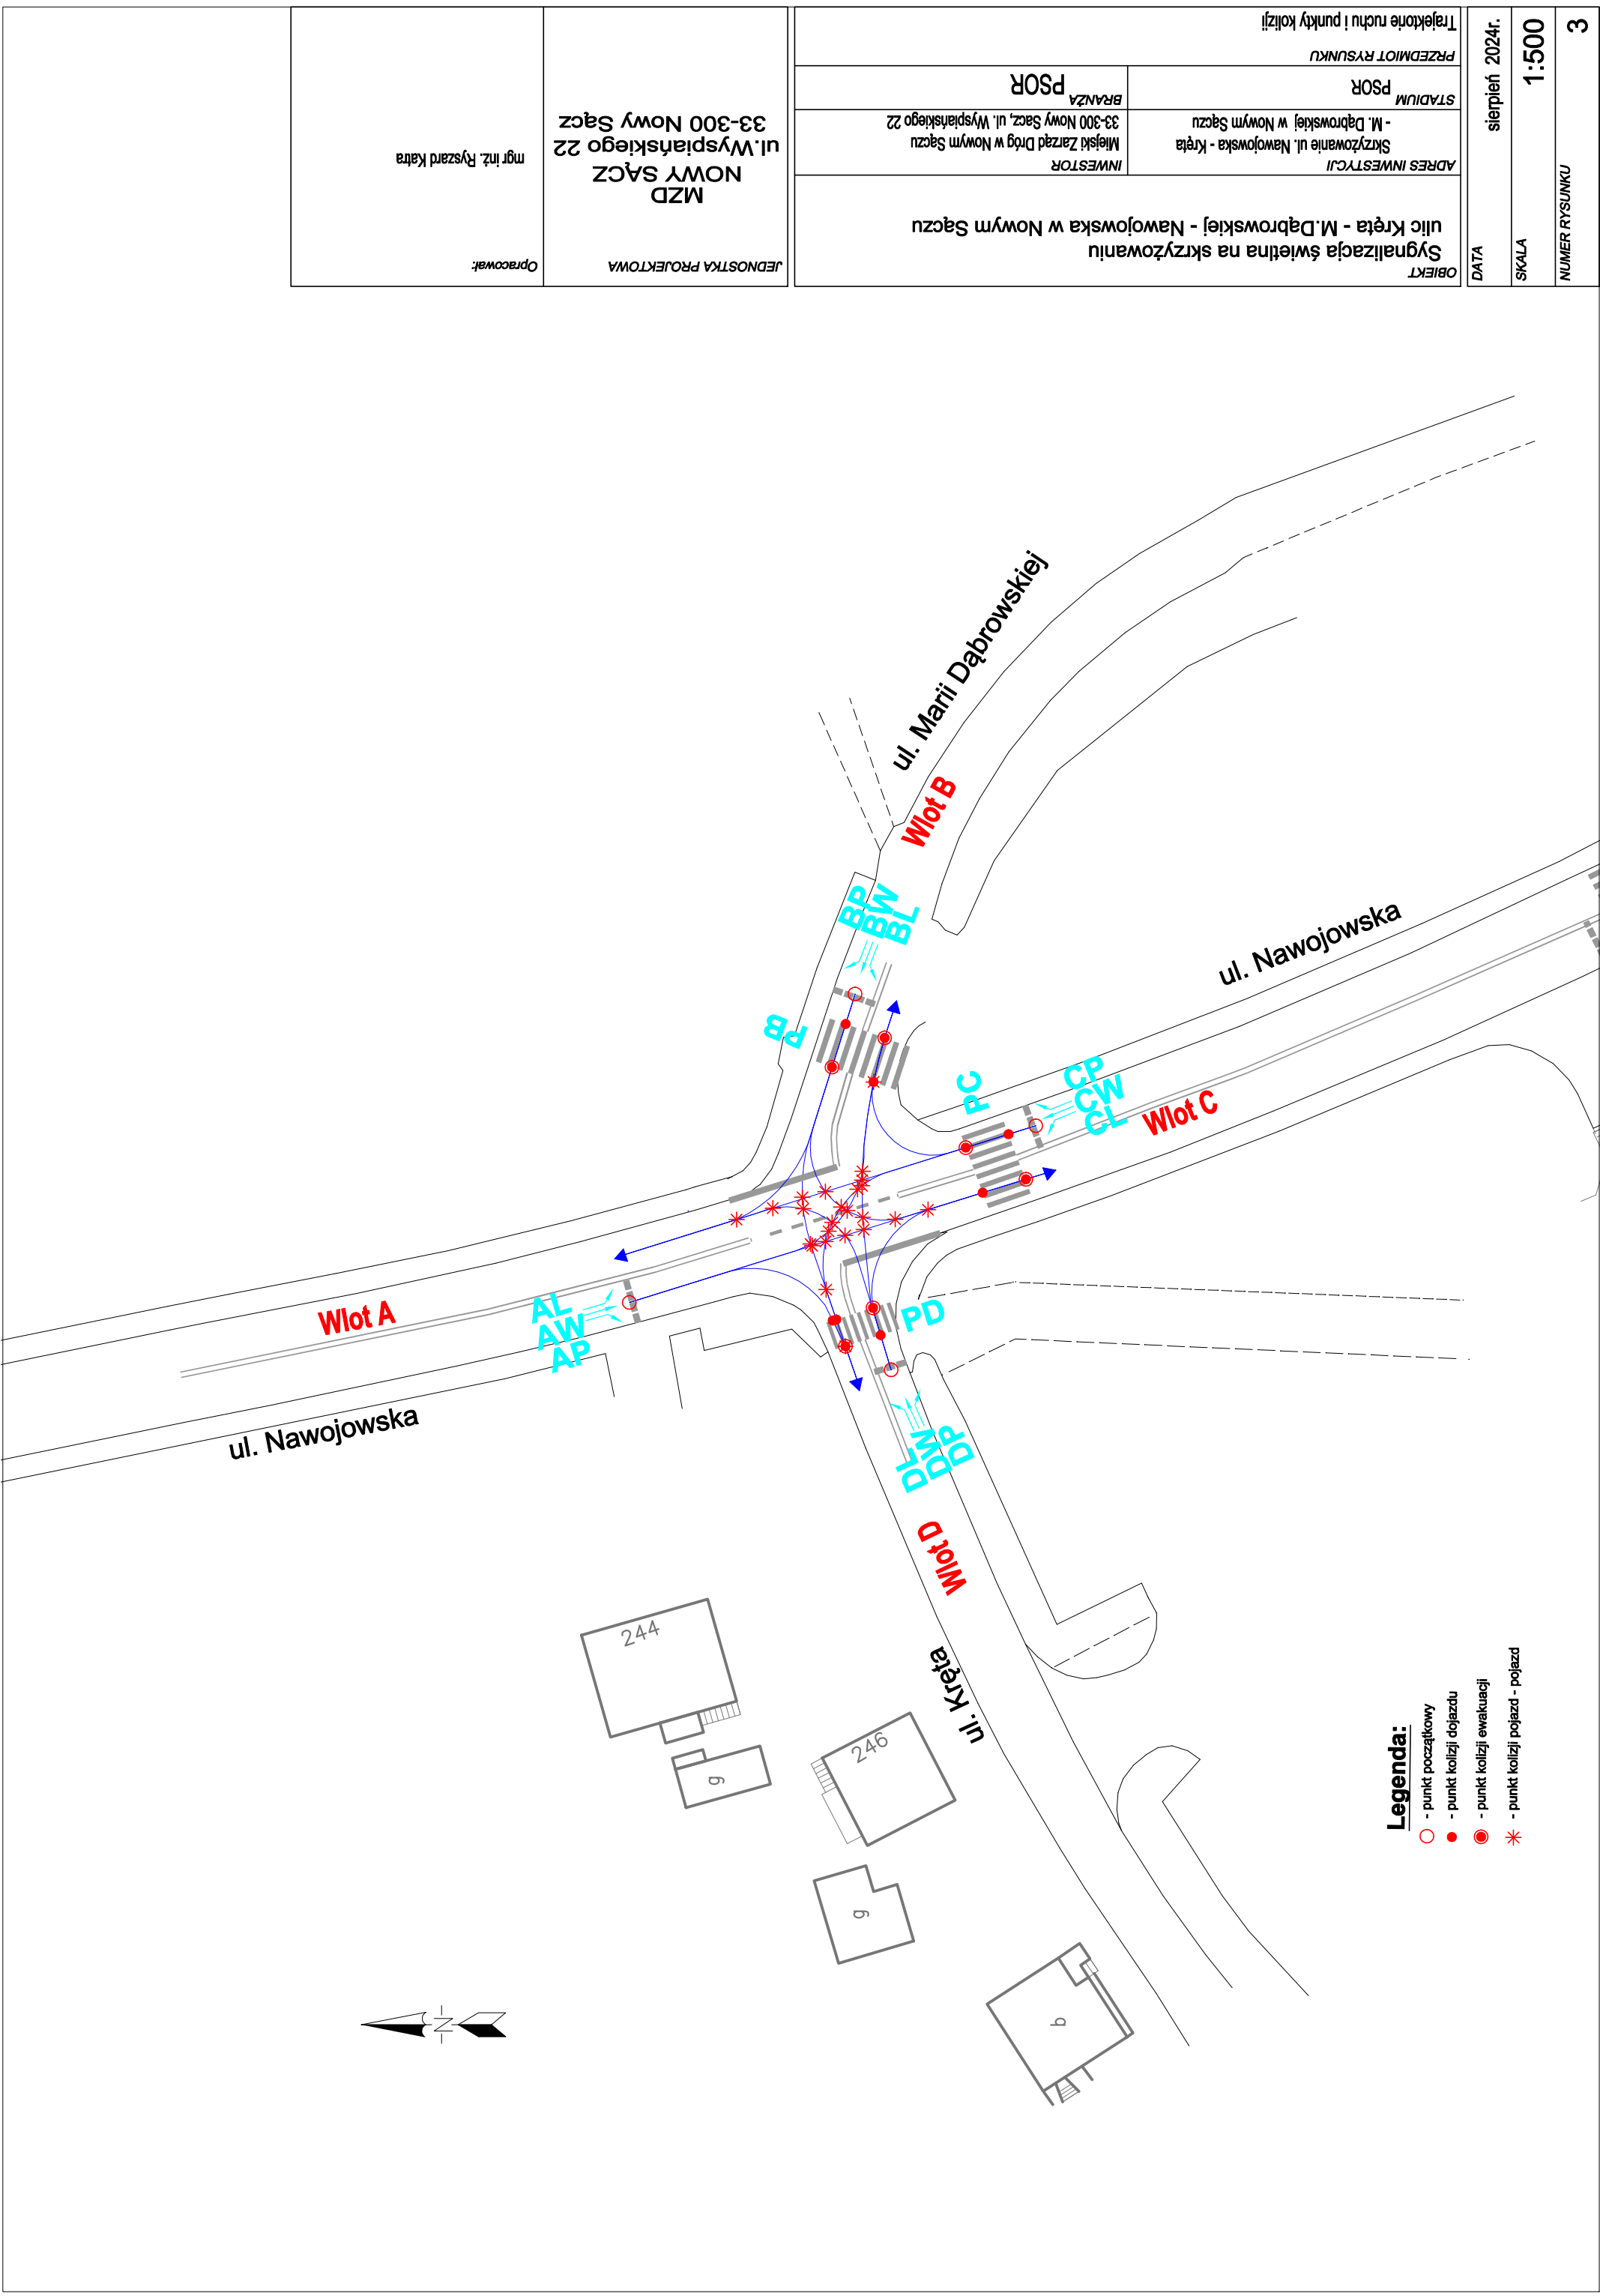 OBIEKT
Sygnalizacja świetlna na skrzyżowaniu
ulic Kręta - M.Dąbrowskiej - Nawojowska w Nowym Sączu
ADRES INWESTYCJI
Skrzyżowanie ul. Nawojowska - Kręta
- M. Dąbrowskiej w Nowym Sączu
INWESTOR
Miejski Zarząd Dróg w Nowym Sączu
33-300 Nowy Sacz, ul. Wyspiańskiego 22
STADIUM
PSOR
BRANŻA
PSOR
PRZEDMIOT RYSUNKU
Trajektorie ruchu i punkty kolizji
JEDNOSTKA PROJEKTOWA
MZD
NOWY SĄCZ
ul.Wyspiańskiego 22
33-300 Nowy Sącz
Opracował:
mgr inż. Ryszard Katra
DATA
sierpień 2024r.
SKALA
1:500
NUMER RYSUNKU
3
ul. Marii Dąbrowskiej
Wlot B
BP
BW
BL
PB
ul. Nawojowska
PC
CP
CW
CL
Wlot C
Wlot A
AL
AW
AP
ul. Nawojowska
PD
DL
DW
DP
Wlot D
ul. Kręta
244
g
246
g
b
N
Legenda:
- punkt początkowy
- punkt kolizji dojazdu
- punkt kolizji ewakuacji
- punkt kolizji pojazd - pojazd